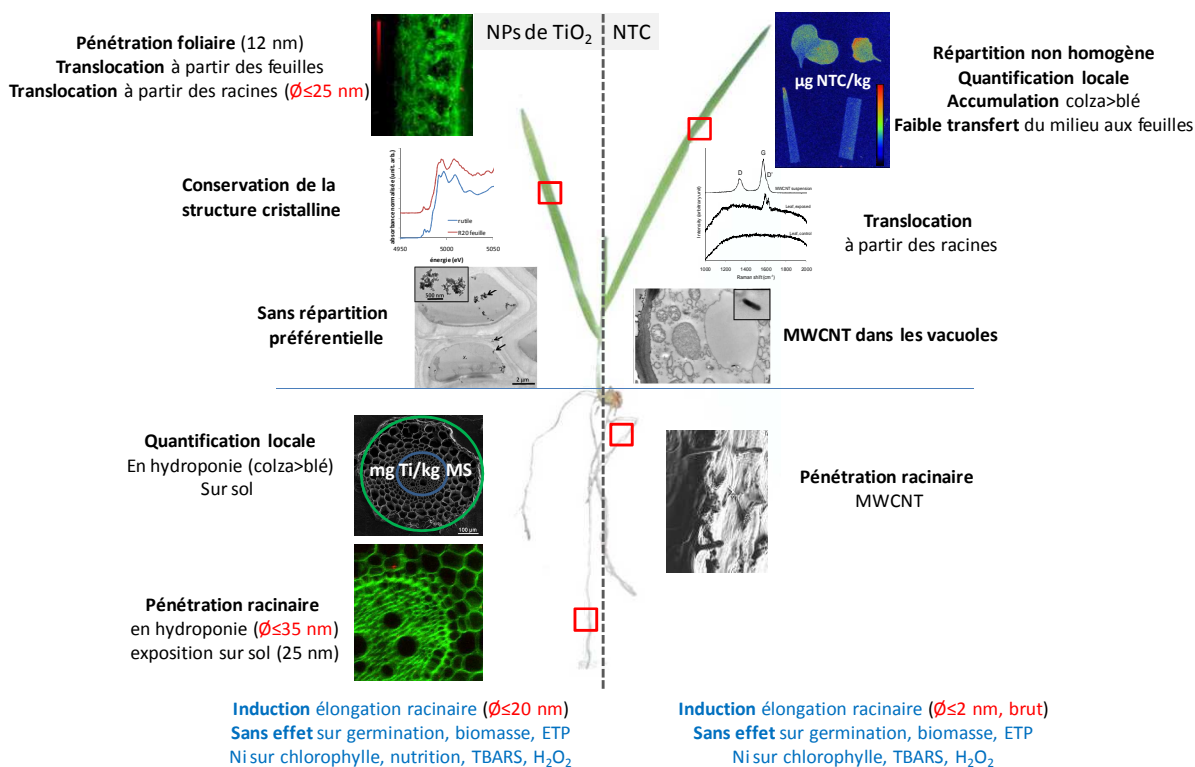 NPs de TiO₂
NTC
Pénétration foliaire (12 nm)
Translocation à partir des feuilles
Translocation à partir des racines (Ø≤25 nm)
Conservation de la
structure cristalline
absorbance normalisée (unit. arb.)
rutile
R20 feuille
4950
5000
5050
énergie (eV)
Sans répartition
préférentielle
500 nm
2 µm
µg NTC/kg
Répartition non homogène
Quantification locale
Accumulation colza>blé
Faible transfert du milieu aux feuilles
G
D
D'
MWCNT suspension
Leaf, exposed
Leaf, control
Intensity (arbitrary unit)
1000
1200
1400
1600
1800
2000
Raman shift (cm⁻¹)
Translocation
à partir des racines
MWCNT dans les vacuoles
Quantification locale
En hydroponie (colza>blé)
Sur sol
mg Ti/kg MS
100 µm
Pénétration racinaire
en hydroponie (Ø≤35 nm)
exposition sur sol (25 nm)
Pénétration racinaire
MWCNT
Induction élongation racinaire (Ø≤20 nm)
Sans effet sur germination, biomasse, ETP
Ni sur chlorophylle, nutrition, TBARS, H₂O₂
Induction élongation racinaire (Ø≤2 nm, brut)
Sans effet sur germination, biomasse, ETP
Ni sur chlorophylle, TBARS, H₂O₂